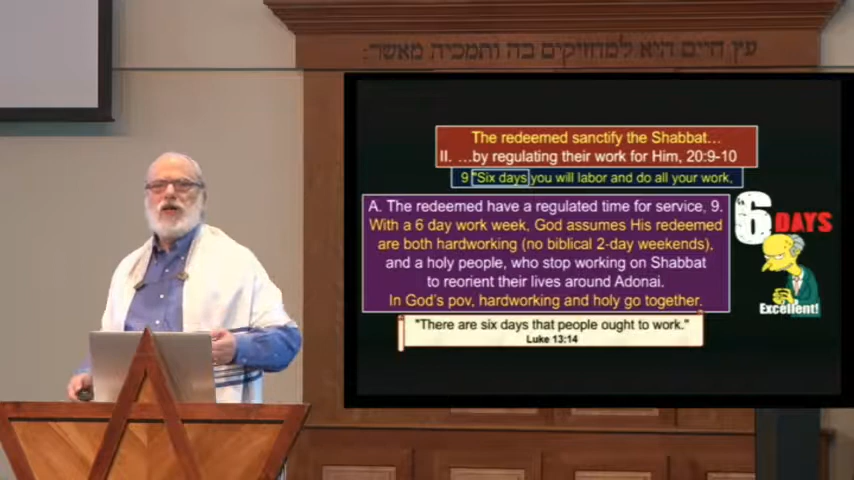 עץ חיים היא למחזיקים בה ותמכיה מאשר:
The redeemed sanctify the Shabbat...
II. ...by regulating their work for Him, 20:9-10
9 "Six days you will labor and do all your work.
A. The redeemed have a regulated time for service, 9.
With a 6 day work week, God assumes His redeemed
are both hardworking (no biblical 2-day weekends),
and a holy people, who stop working on Shabbat
to reorient their lives around Adonai.
In God's pov, hardworking and holy go together.
"There are six days that people ought to work."
Luke 13:14
6 DAYS
Excellent!